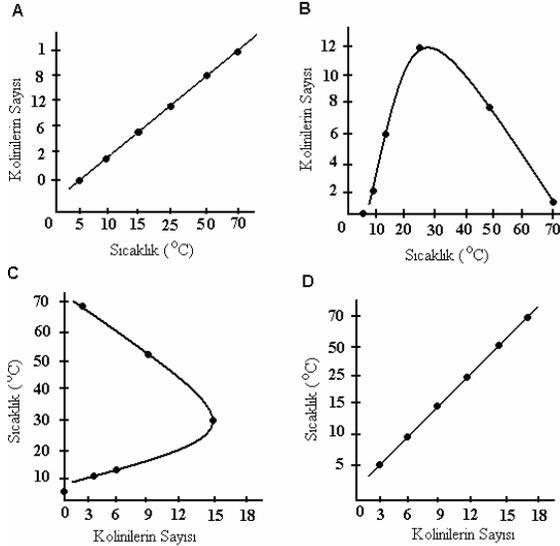 A
Kolinilerin Sayısı
1
8
12
6
2
0
0 5 10 15 25 50 70
Sıcaklık (°C)
B
Kolinilerin Sayısı
12
10
8
6
4
2
0 10 20 30 40 50 60 70
Sıcaklık (°C)
C
Sıcaklık (°C)
70
60
50
40
30
20
10
0 3 6 9 12 15 18
Kolinilerin Sayısı
D
Sıcaklık (°C)
70
50
25
15
10
5
0 3 6 9 12 15 18
Kolinilerin Sayısı